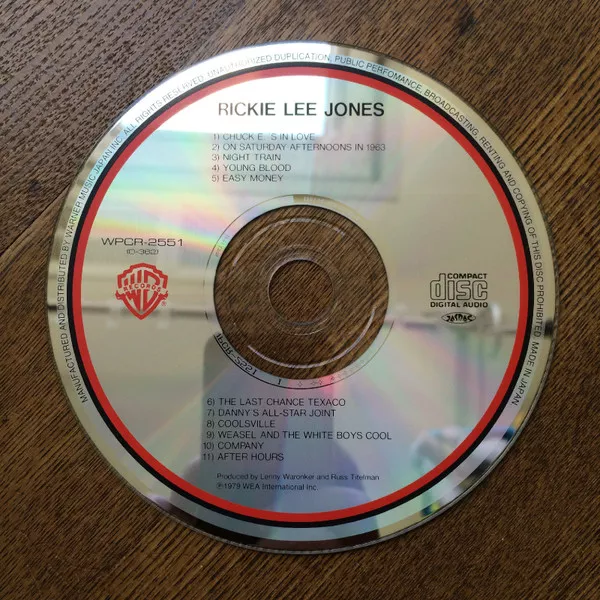 MANUFACTURED AND DISTRIBUTED BY WARNER MUSIC JAPAN INC. ALL RIGHTS RESERVED. UNAUTHORIZED DUPLICATION, PUBLIC PERFOMANCE, BROADCASTING, RENTING AND COPYING OF THIS DISC PROHIBITED. MADE IN JAPAN
RICKIE LEE JONES
1) CHUCK E.'S IN LOVE
2) ON SATURDAY AFTERNOONS IN 1963
3) NIGHT TRAIN
4) YOUNG BLOOD
5) EASY MONEY
WPCR-2551
RECORDS
COMPACT
disc
DIGITAL AUDIO
JASRAC
6) THE LAST CHANCE TEXACO
7) DANNY'S ALL-STAR JOINT
8) COOLSVILLE
9) WEASEL AND THE WHITE BOYS COOL
10) COMPANY
11) AFTER HOURS
Produced by Lenny Waronker and Russ Titelman
℗1979 WEA International Inc.